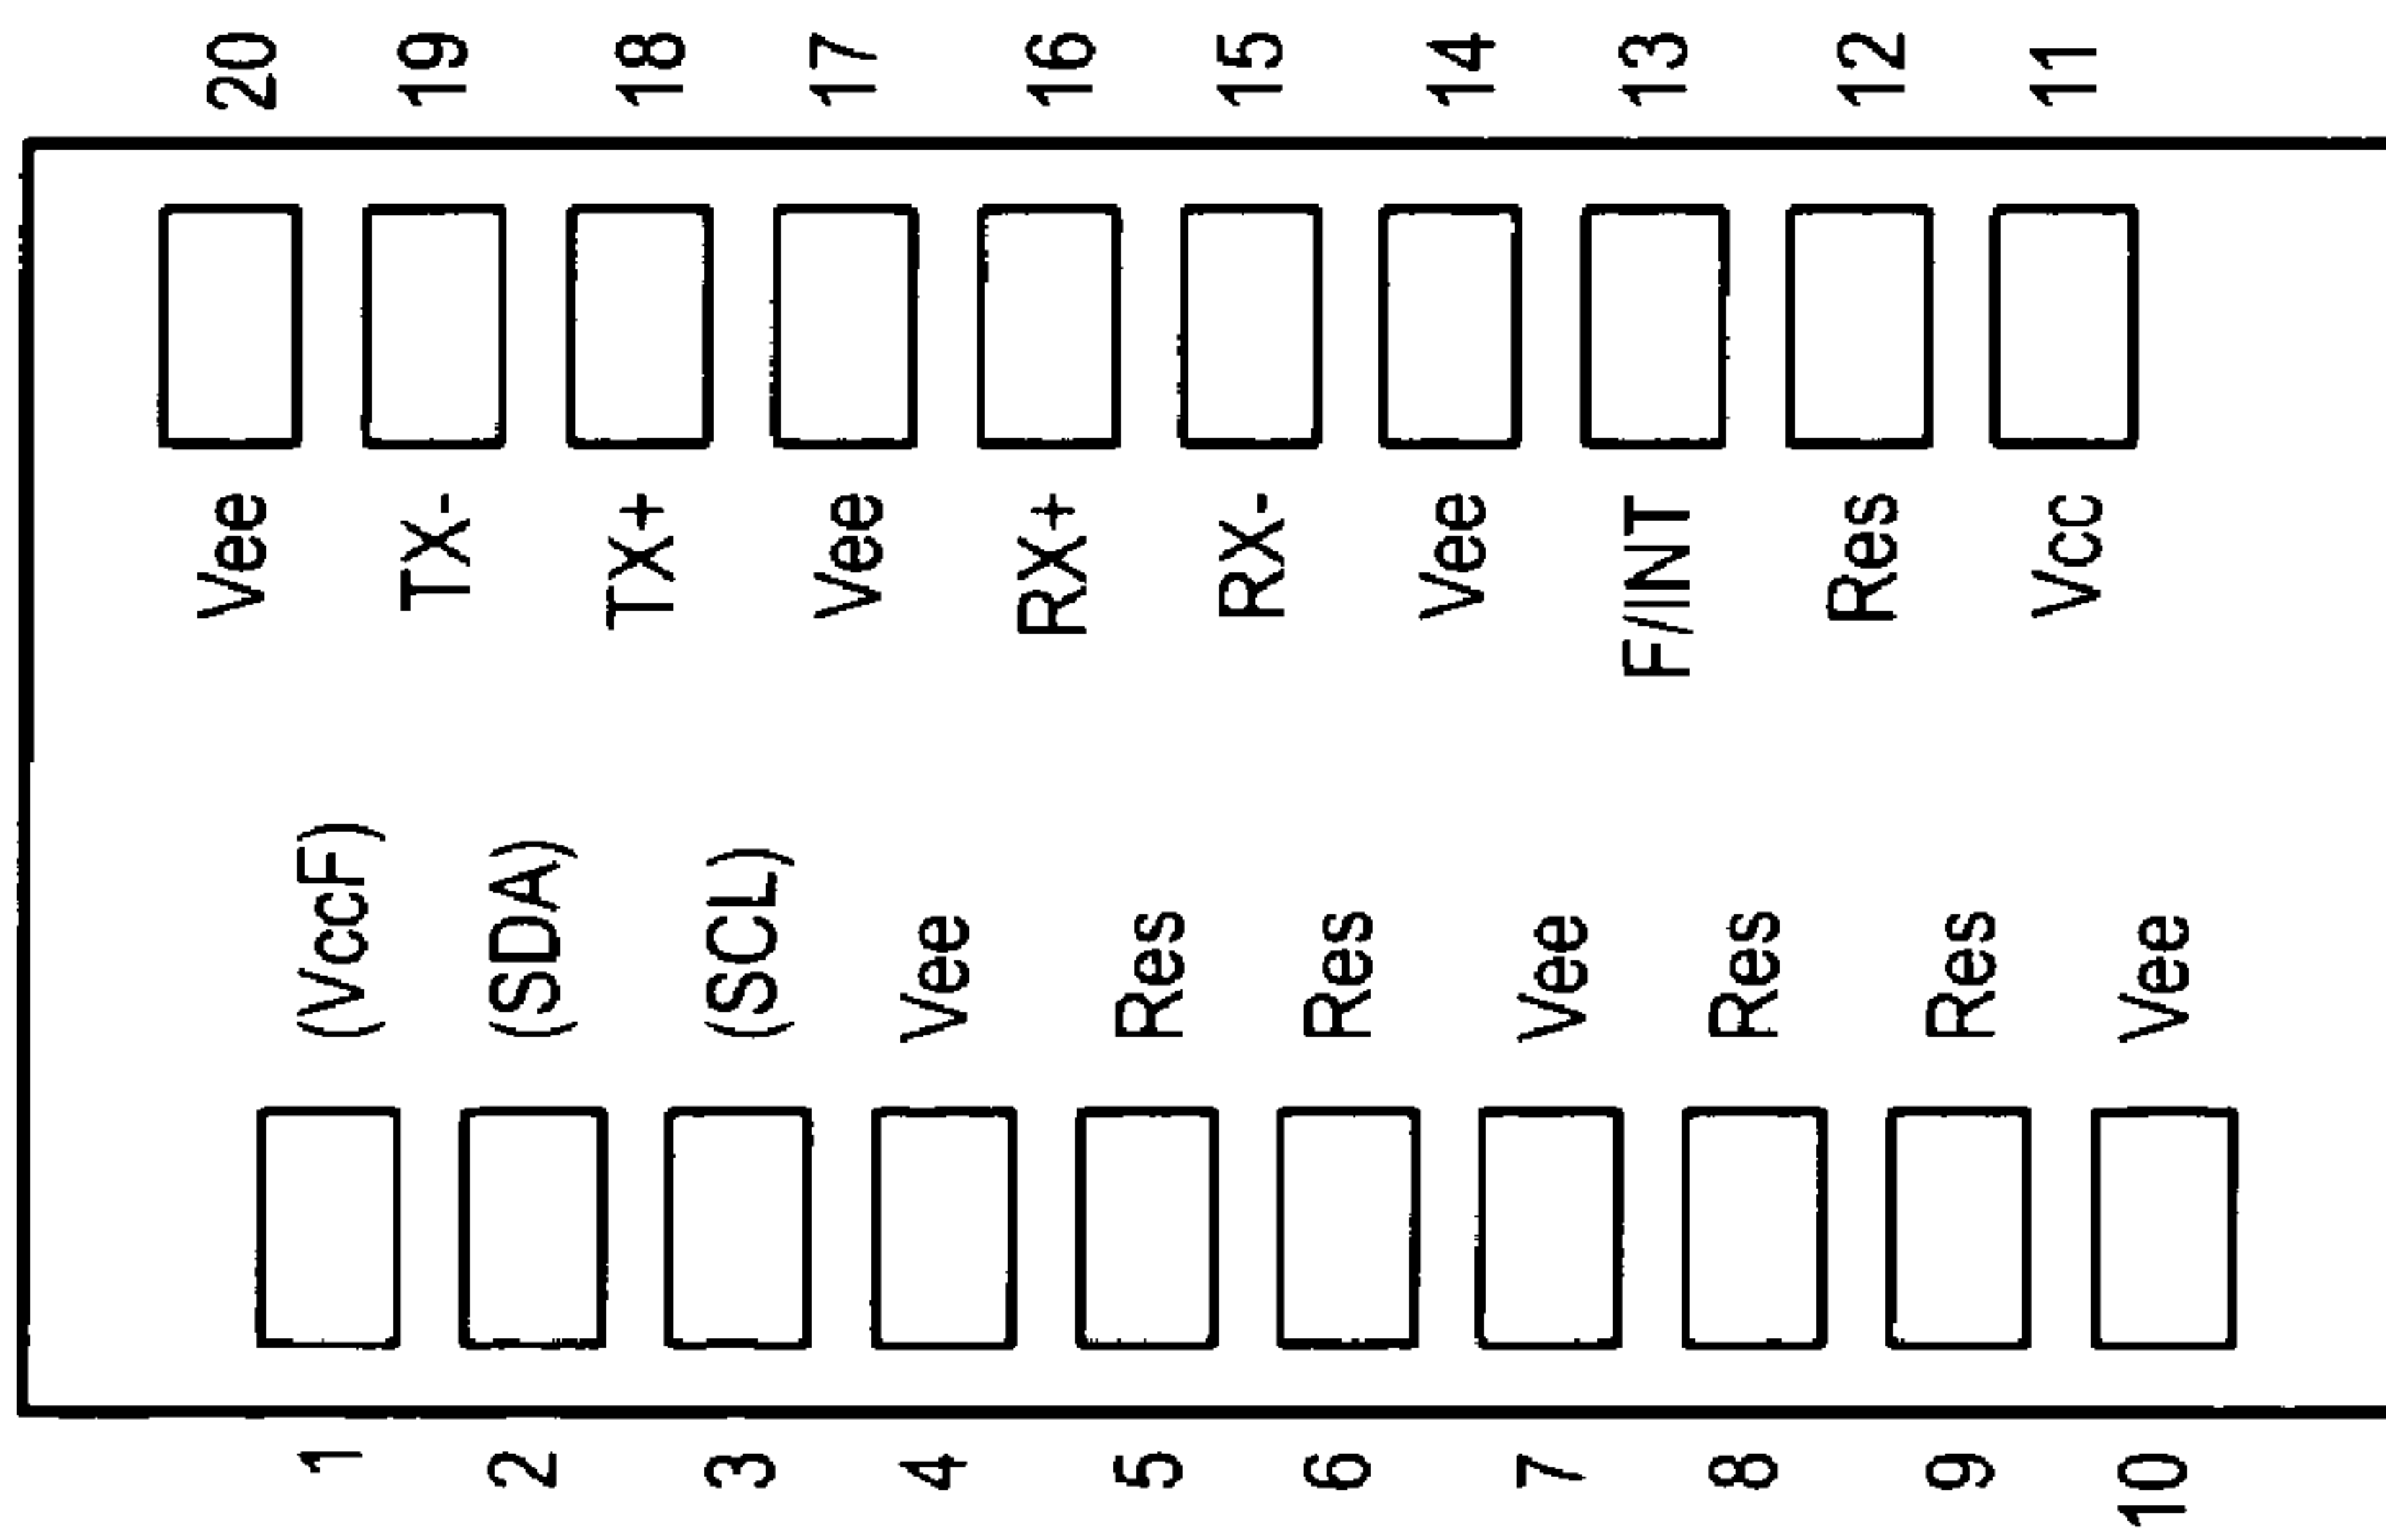 20 19 18 17 16 15 14 13 12 11
Vee TX- TX+ Vee RX+ RX- Vee F/INT Res Vcc
(VccF) (SDA) (SCL) Vee Res Res Vee Res Res Vee
1 2 3 4 5 6 7 8 9 10